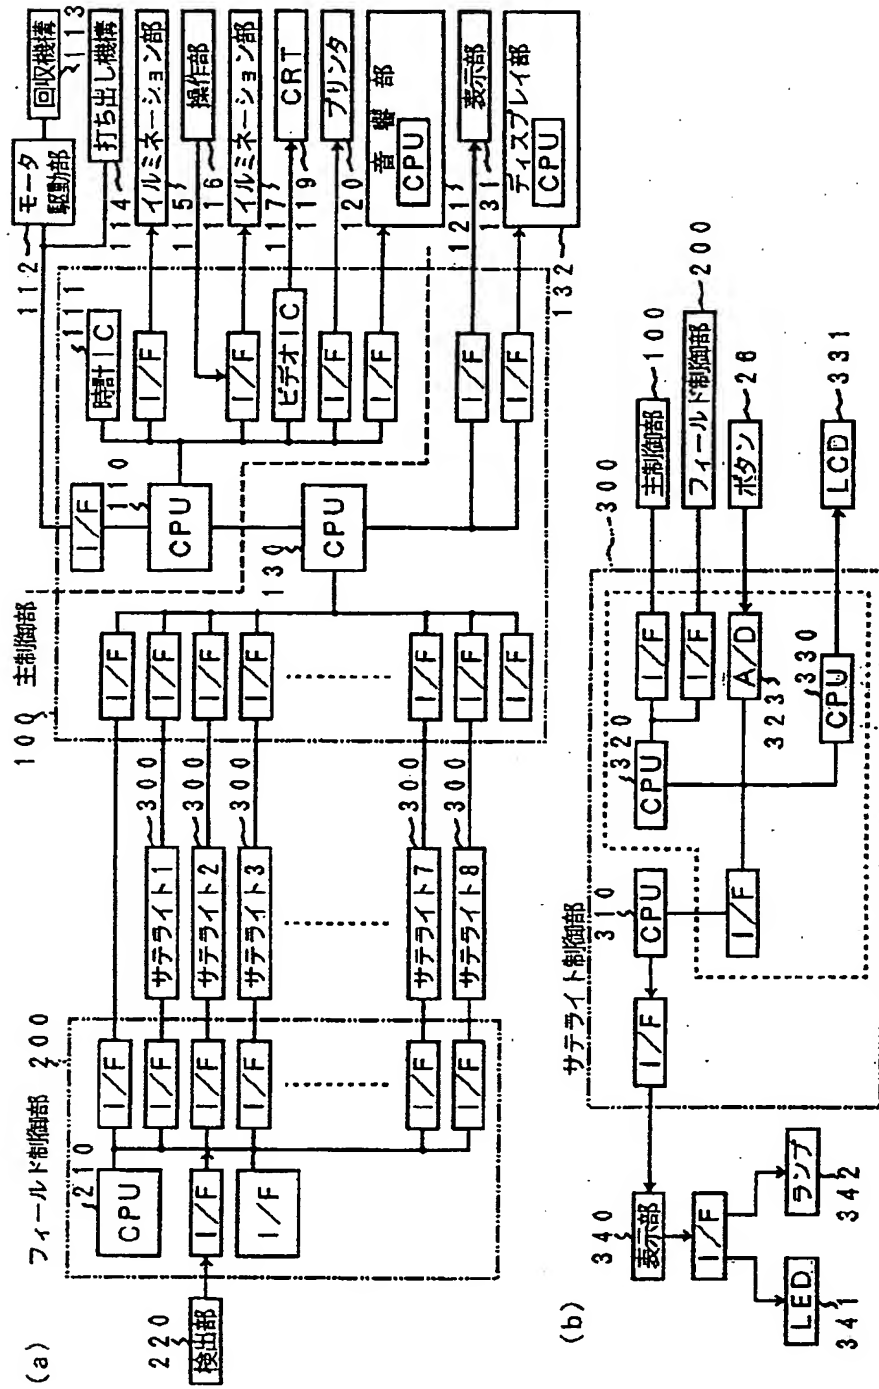 (a)
フィールド制御部 200
210
CPU
I/F
I/F
I/F
I/F
I/F
I/F
I/F
I/F
220
検出部
サテライト1
300
サテライト2
300
サテライト3
300
サテライト7
300
サテライト8
300
100 主制御部
I/F
I/F
I/F
I/F
I/F
I/F
I/F
I/F
110
CPU
130
CPU
111
時計IC
I/F
I/F
ビデオIC
I/F
I/F
I/F
I/F
112
モータ
駆動部
回収機構
113
打ち出し機構
114
イルミネーション部
115
操作部
116
イルミネーション部
117
CRT
119
プリンタ
120
音響部
CPU
121
表示部
131
ディスプレイ部
CPU
132
(b)
サテライト制御部
300
310
CPU
I/F
I/F
320
CPU
I/F
I/F
A/D
323
330
CPU
主制御部
100
フィールド制御部
200
ボタン
26
LCD
331
340
表示部
I/F
LED
341
ランプ
342